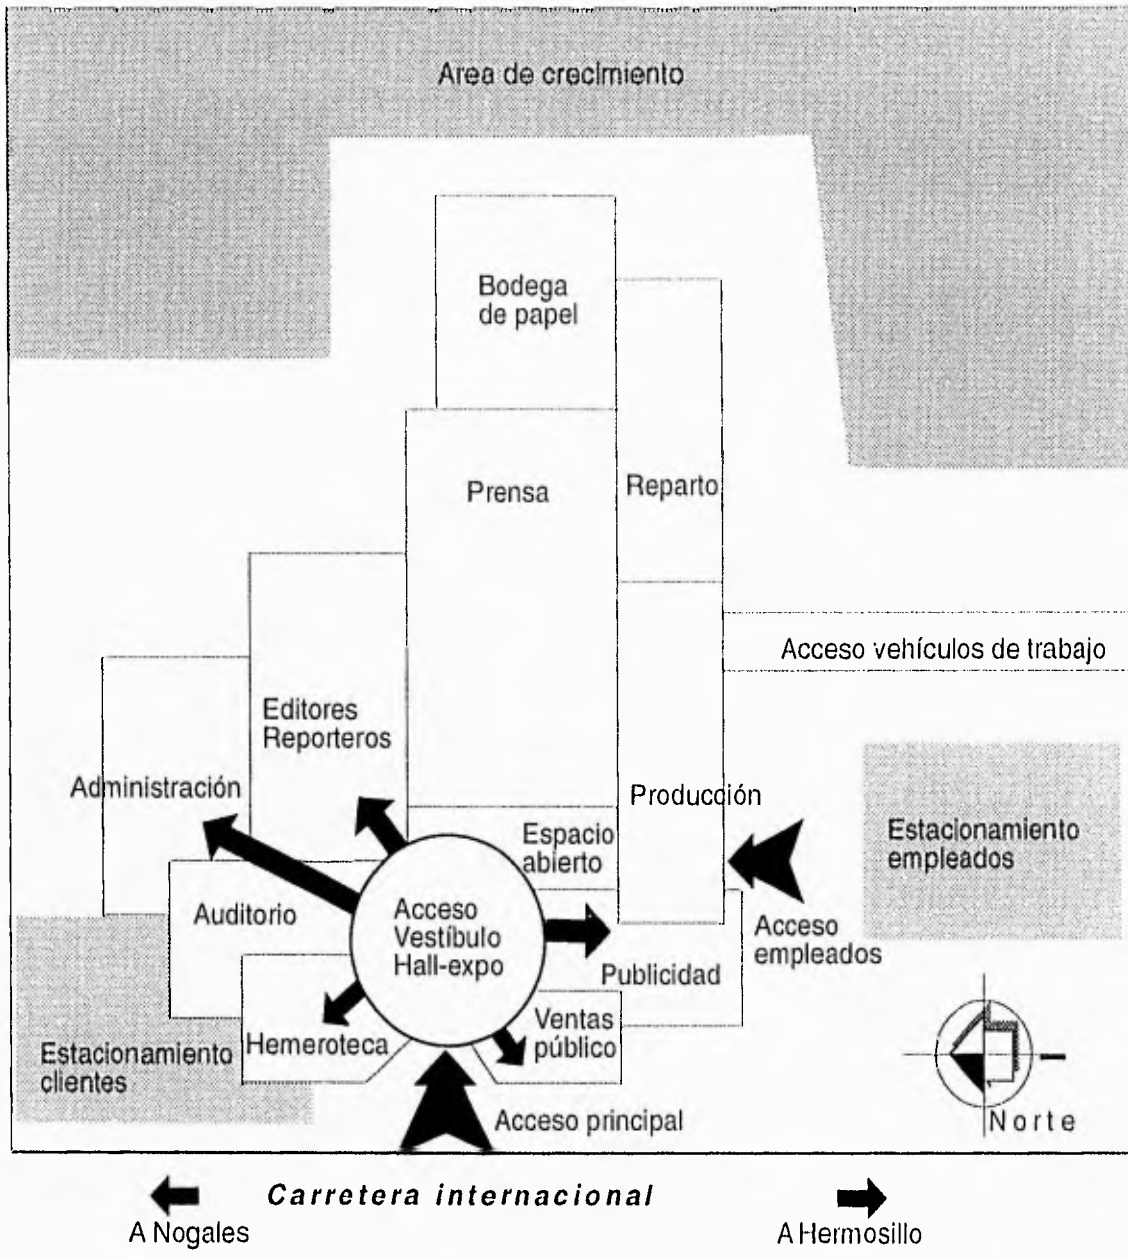 Area de crecimiento
Bodega
de papel
Prensa
Reparto
Acceso vehículos de trabajo
Editores
Reporteros
Administración
Producción
Espacio
abierto
Estacionamiento
empleados
Auditorio
Acceso
Vestíbulo
Hall-expo
Acceso
empleados
Publicidad
Ventas
público
Hemeroteca
Estacionamiento
clientes
Acceso principal
Norte
Carretera internacional
A Nogales
A Hermosillo